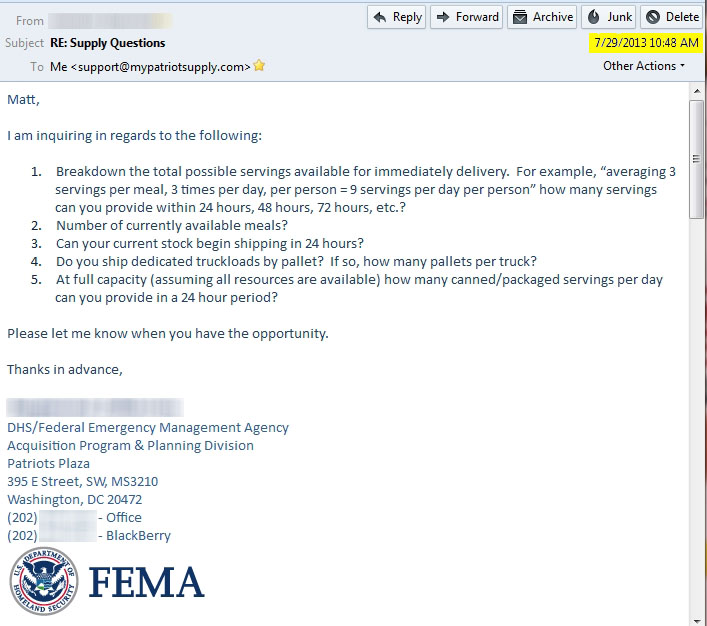 From
Reply Forward Archive Junk Delete
Subject RE: Supply Questions
7/29/2013 10:48 AM
To Me <support@mypatriotsupply.com>
Other Actions
Matt,
I am inquiring in regards to the following:
1. Breakdown the total possible servings available for immediately delivery. For example, “averaging 3
servings per meal, 3 times per day, per person = 9 servings per day per person” how many servings
can you provide within 24 hours, 48 hours, 72 hours, etc.?
2. Number of currently available meals?
3. Can your current stock begin shipping in 24 hours?
4. Do you ship dedicated truckloads by pallet? If so, how many pallets per truck?
5. At full capacity (assuming all resources are available) how many canned/packaged servings per day
can you provide in a 24 hour period?
Please let me know when you have the opportunity.
Thanks in advance,
DHS/Federal Emergency Management Agency
Acquisition Program & Planning Division
Patriots Plaza
395 E Street, SW, MS3210
Washington, DC 20472
(202) - Office
(202) - BlackBerry
U.S. DEPARTMENT OF HOMELAND SECURITY
FEMA